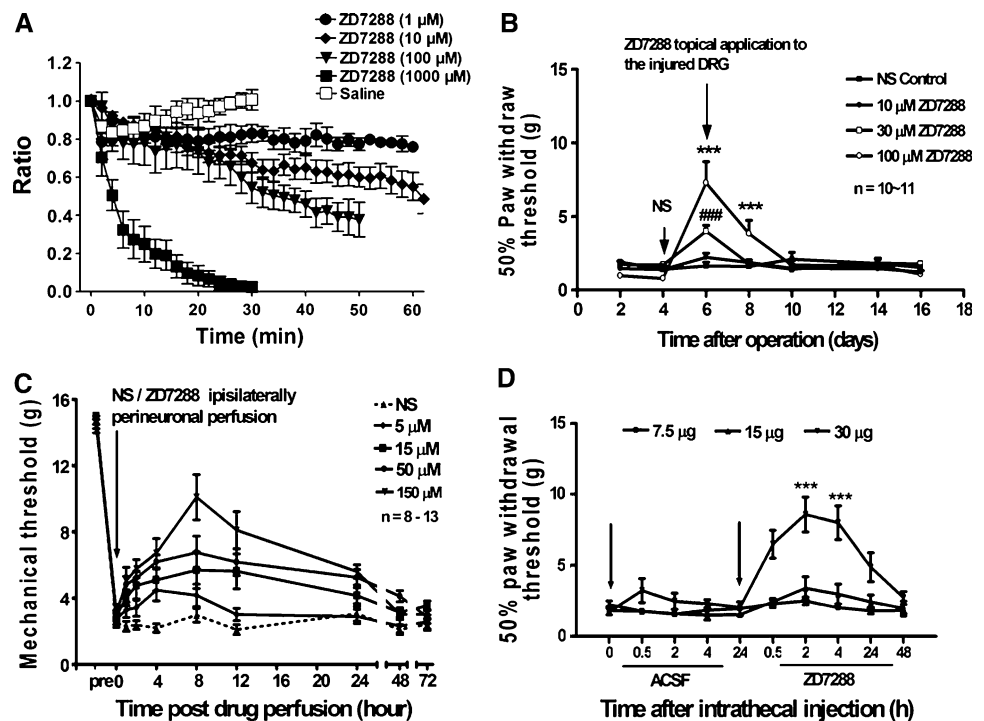 A
ZD7288 (1 µM)
ZD7288 (10 µM)
ZD7288 (100 µM)
ZD7288 (1000 µM)
Saline
1.2
1.0
0.8
0.6
0.4
0.2
0.0
Ratio
0 10 20 30 40 50 60
Time (min)
B
ZD7288 topical application to
the injured DRG
NS Control
10 µM ZD7288
30 µM ZD7288
100 µM ZD7288
n = 10~11
15
10
5
0
50% Paw withdraw
threshold (g)
NS
***
###
***
0 2 4 6 8 10 12 14 16 18
Time after operation (days)
C
NS / ZD7288 ipisilaterally
perineuronal perfusion
NS
5 µM
15 µM
50 µM
150 µM
n = 8 - 13
16
12
8
4
0
Mechanical threshold (g)
pre 0 4 8 12 16 20 24 48 72
Time post drug perfusion (hour)
D
7.5 µg 15 µg 30 µg
15
10
5
0
50% paw withdrawal
threshold (g)
*** ***
0 0.5 2 4 24 0.5 2 4 24 48
ACSF ZD7288
Time after intrathecal injection (h)